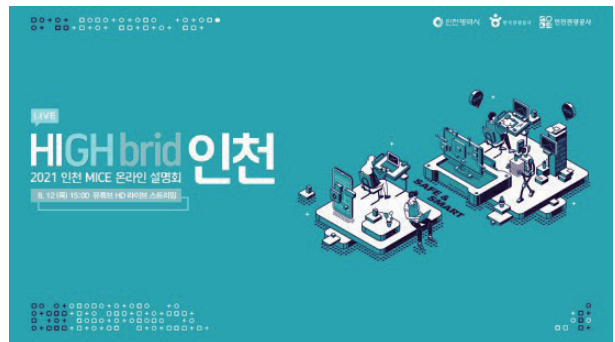 인천광역시 한국관광공사 인천관광공사
LIVE
HIGHbrid 인천
2021 인천 MICE 온라인 설명회
8. 12 (목) 15:00 유튜브 HD 라이브 스트리밍
SAFE &
SMART